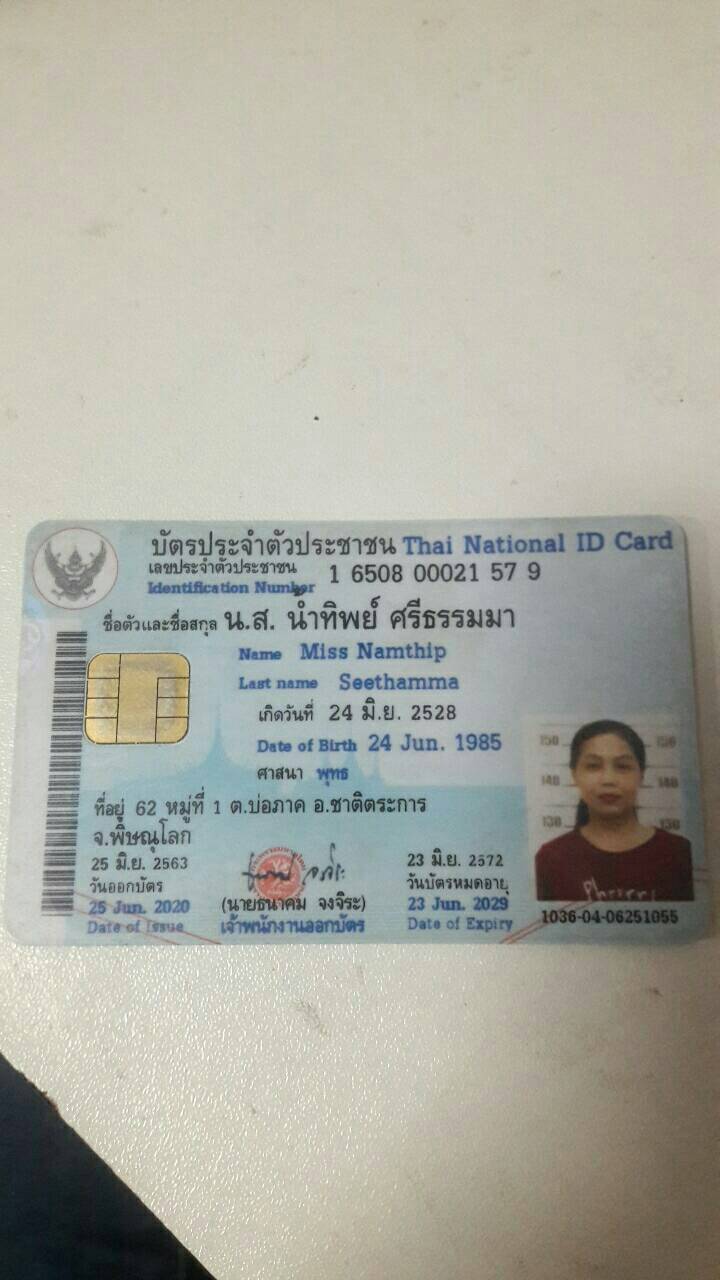 บัตรประจำตัวประชาชน Thai National ID Card
เลขประจำตัวประชาชน 1 6508 00021 57 9
Identification Number
ชื่อตัวและชื่อสกุล น.ส. น้ำทิพย์ ศรีธรรมมา
Name Miss Namthip
Last name Seethamma
เกิดวันที่ 24 มิ.ย. 2528
Date of Birth 24 Jun. 1985
ศาสนา พุทธ
ที่อยู่ 62 หมู่ที่ 1 ต.บ่อภาค อ.ชาติตระการ
จ.พิษณุโลก
25 มิ.ย. 2563
วันออกบัตร
25 Jun. 2020
Date of Issue
(นายธนาคม จงจิระ)
เจ้าพนักงานออกบัตร
23 มิ.ย. 2572
วันบัตรหมดอายุ
23 Jun. 2029
Date of Expiry
150 150
140 140
130 130
1036-04-06251055